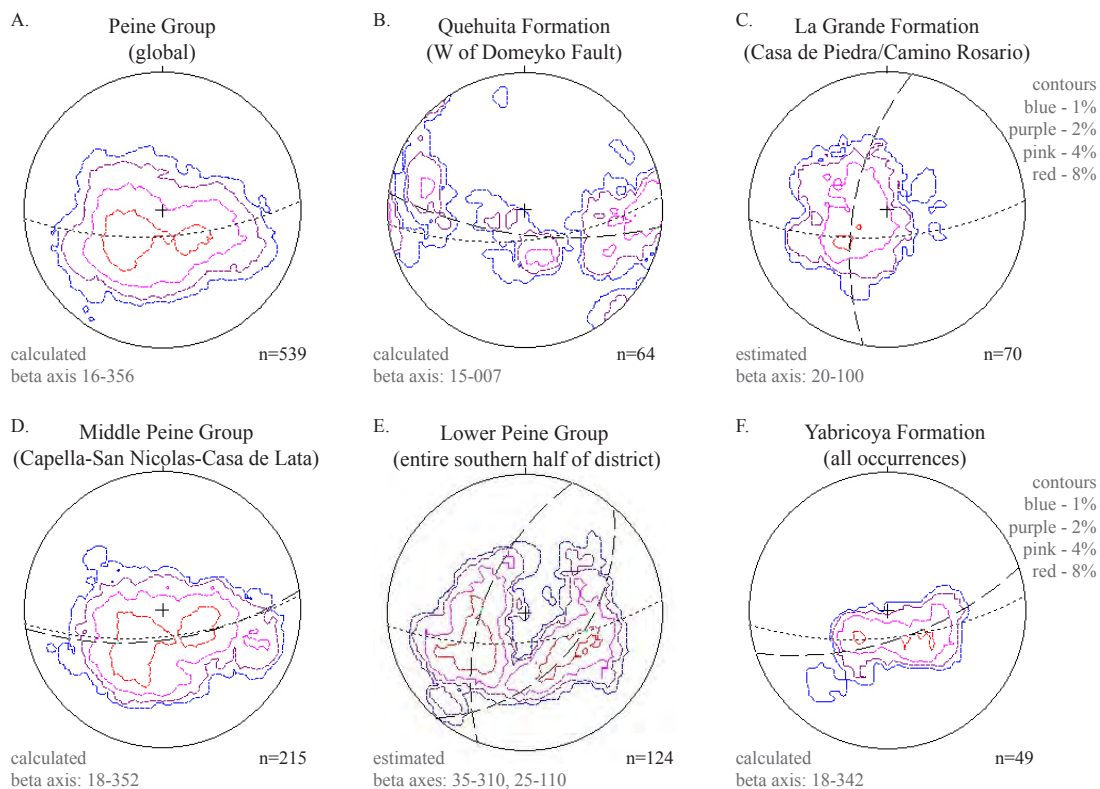 A.
Peine Group
(global)
calculated
beta axis 16-356
n=539
B.
Quehuita Formation
(W of Domeyko Fault)
calculated
beta axis: 15-007
n=64
C.
La Grande Formation
(Casa de Piedra/Camino Rosario)
contours
blue - 1%
purple - 2%
pink - 4%
red - 8%
estimated
beta axis: 20-100
n=70
D.
Middle Peine Group
(Capella-San Nicolas-Casa de Lata)
calculated
beta axis: 18-352
n=215
E.
Lower Peine Group
(entire southern half of district)
estimated
beta axes: 35-310, 25-110
n=124
F.
Yabricoya Formation
(all occurrences)
contours
blue - 1%
purple - 2%
pink - 4%
red - 8%
calculated
beta axis: 18-342
n=49